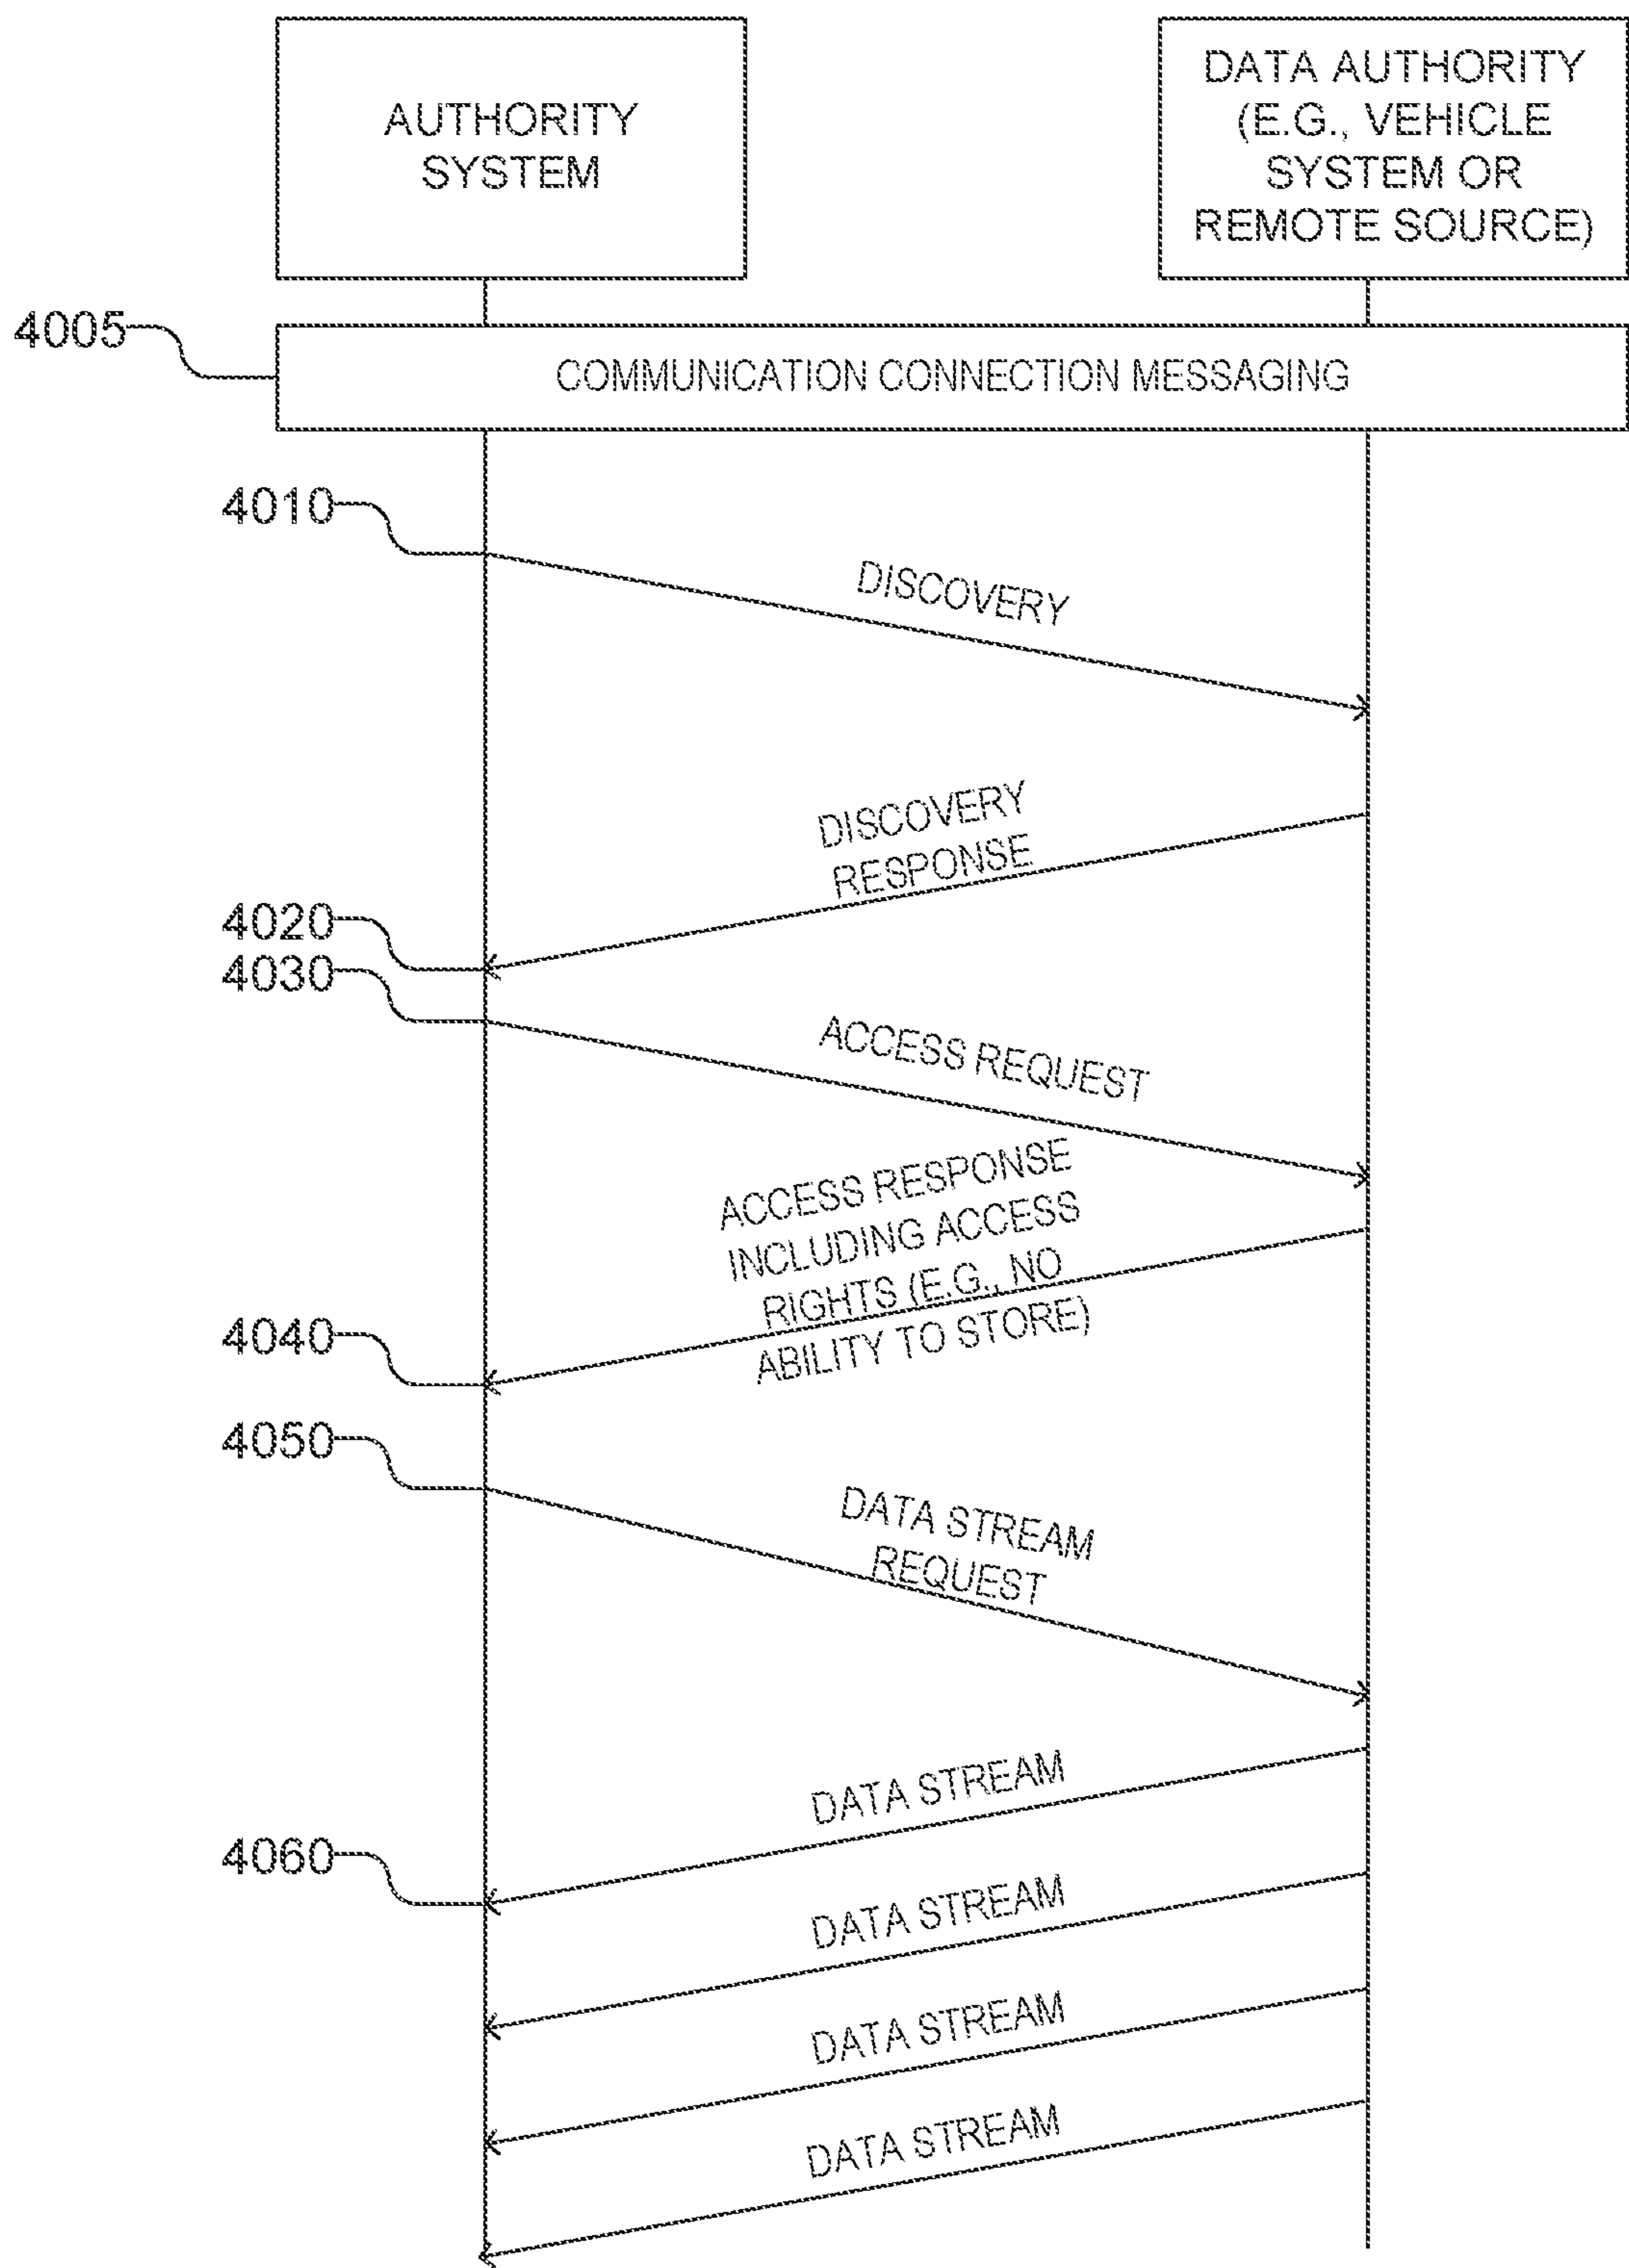 AUTHORITY
SYSTEM
DATA AUTHORITY
(E.G., VEHICLE
SYSTEM OR
REMOTE SOURCE)
4005
COMMUNICATION CONNECTION MESSAGING
4010
DISCOVERY
DISCOVERY
RESPONSE
4020
4030
ACCESS REQUEST
ACCESS RESPONSE
INCLUDING ACCESS
RIGHTS (E.G., NO
ABILITY TO STORE)
4040
4050
DATA STREAM
REQUEST
DATA STREAM
4060
DATA STREAM
DATA STREAM
DATA STREAM